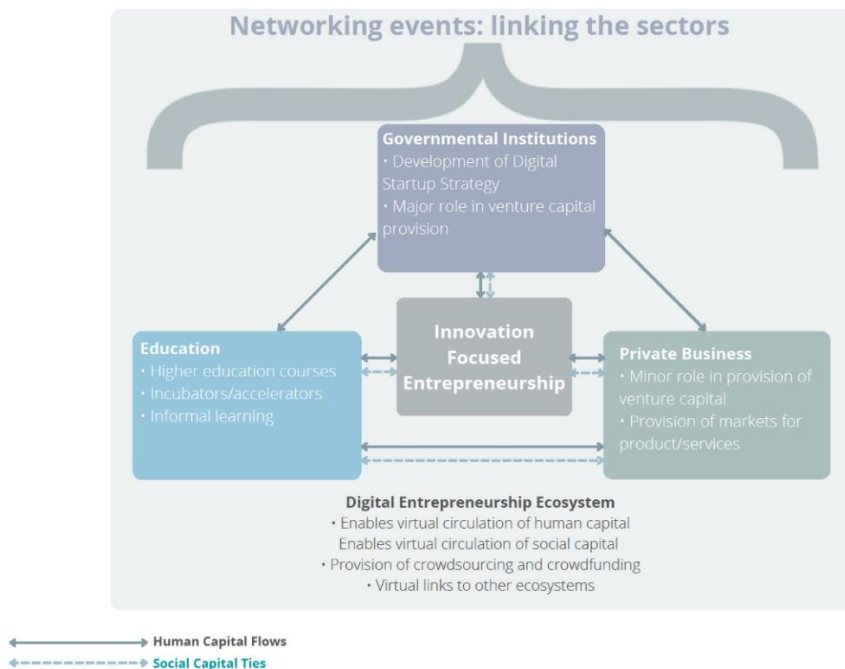 Networking events: linking the sectors
Governmental Institutions
• Development of Digital
Startup Strategy
• Major role in venture capital
provision
Innovation
Focused
Entrepreneurship
Education
• Higher education courses
• Incubators/accelerators
• Informal learning
Private Business
• Minor role in provision of
venture capital
• Provision of markets for
product/services
Digital Entrepreneurship Ecosystem
• Enables virtual circulation of human capital
Enables virtual circulation of social capital
• Provision of crowdsourcing and crowdfunding
• Virtual links to other ecosystems
Human Capital Flows
Social Capital Ties